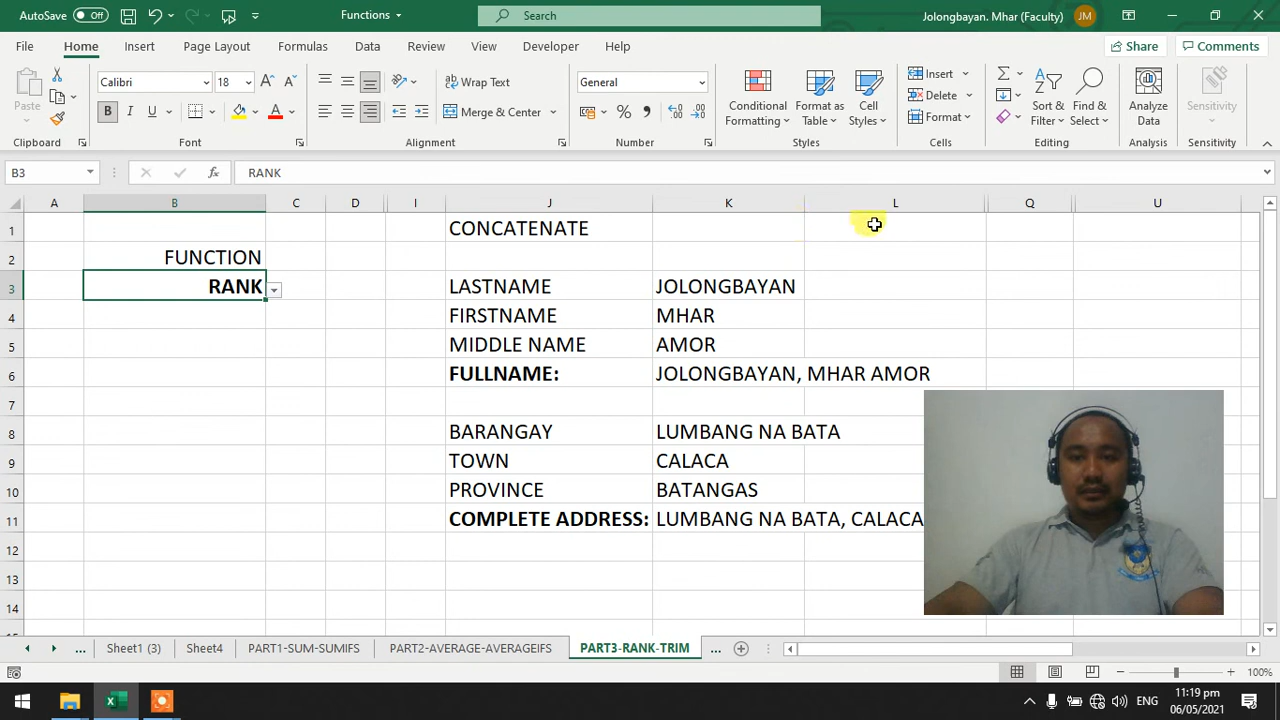 AutoSave Off Functions Search Jolongbayan. Mhar (Faculty) JM
File Home Insert Page Layout Formulas Data Review View Developer Help Share Comments
Paste Calibri 18 Wrap Text General Conditional Formatting Format as Table Cell Styles Insert Sort & Filter Find & Select Analyze Data Sensitivity
Delete
B I U A Merge & Center % , Format
Clipboard Font Alignment Number Styles Cells Editing Analysis Sensitivity
B3 fx RANK
A B C D I J K L Q U
1 CONCATENATE
2 FUNCTION
3 RANK LASTNAME JOLONGBAYAN
4 FIRSTNAME MHAR
5 MIDDLE NAME AMOR
6 FULLNAME: JOLONGBAYAN, MHAR AMOR
7
8 BARANGAY LUMBANG NA BATA
9 TOWN CALACA
10 PROVINCE BATANGAS
11 COMPLETE ADDRESS: LUMBANG NA BATA, CALACA
12
13
14
... Sheet1 (3) Sheet4 PART1-SUM-SUMIFS PART2-AVERAGE-AVERAGEIFS PART3-RANK-TRIM ...
100%
ENG 11:19 pm
06/05/2021